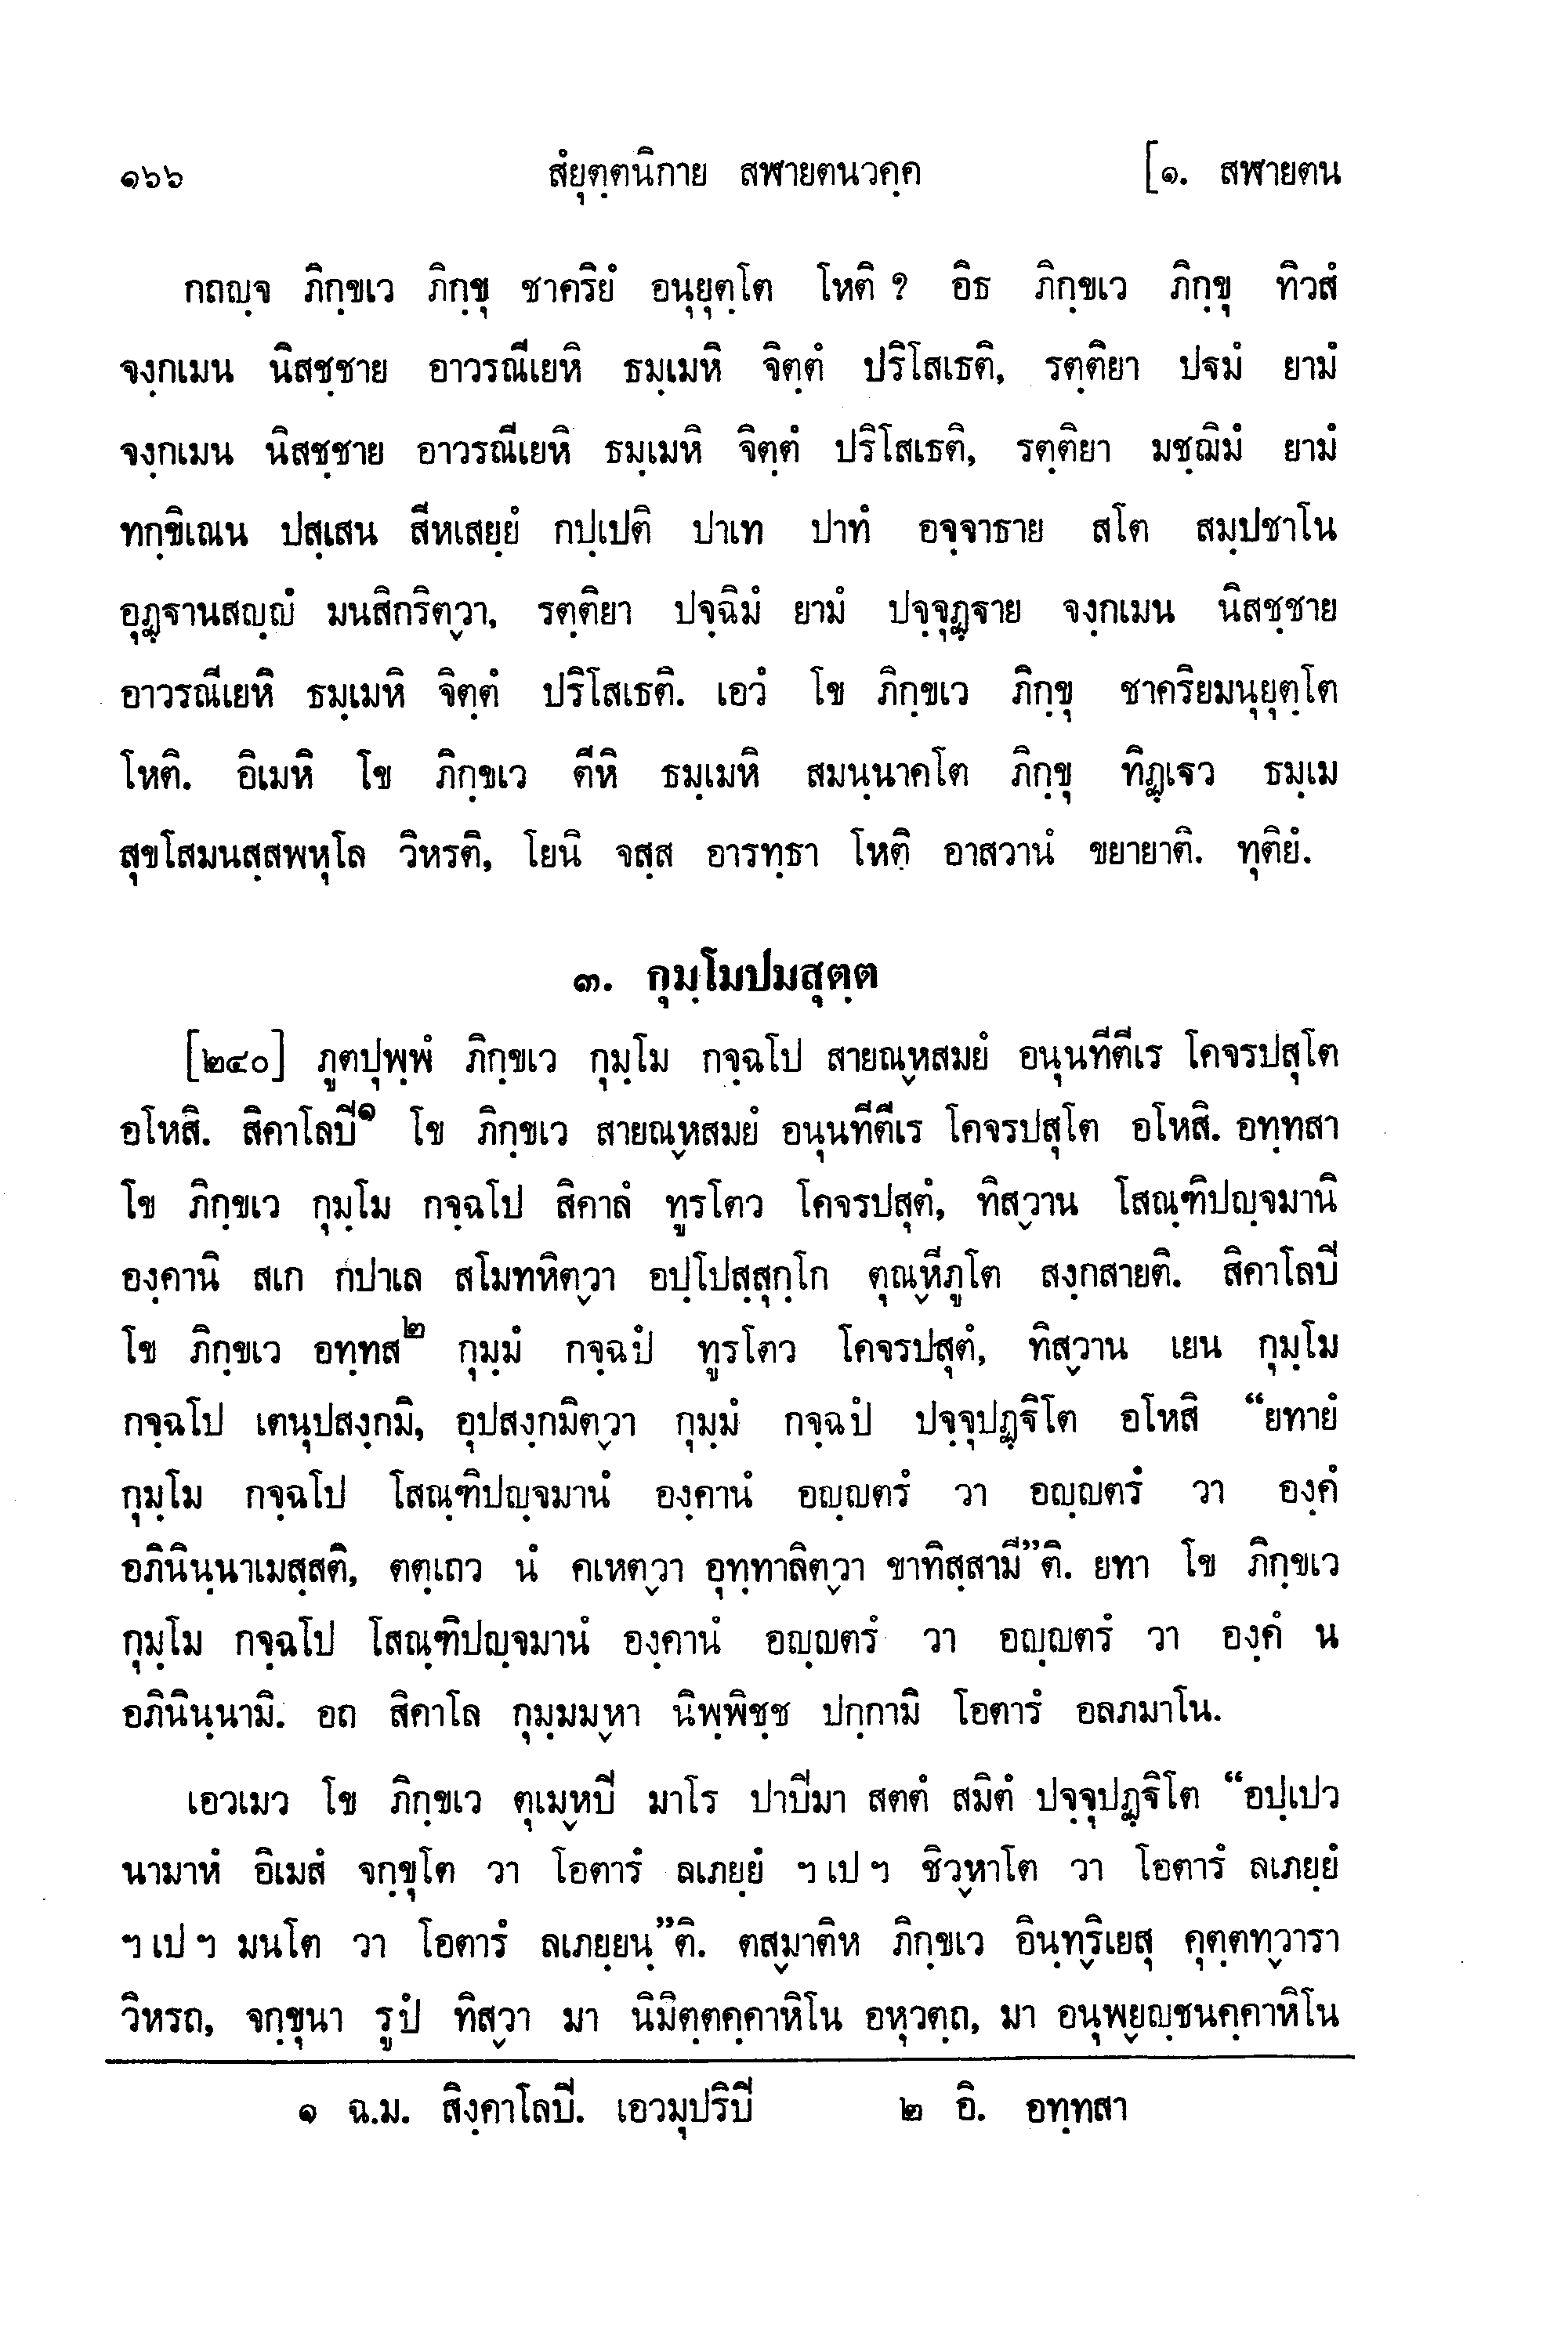 ๑๖๖ สํยุตฺตนิกาย สฬายตนวคฺค [๑. สฬายตน
กถญฺจ ภิกฺขเว ภิกฺขุ ชาคริยํ อนุยุตฺโต โหติ ? อิธ ภิกฺขเว ภิกฺขุ ทิวสํ
จงฺกเมน นิสชฺชาย อาวรณีเยหิ ธมฺเมหิ จิตฺตํ ปริโสเธติ, รตฺติยา ปฐมํ ยามํ
จงฺกเมน นิสชฺชาย อาวรณีเยหิ ธมฺเมหิ จิตฺตํ ปริโสเธติ, รตฺติยา มชฺฌิมํ ยามํ
ทกฺขิเณน ปสฺเสน สีหเสยฺยํ กปฺเปติ ปาเท ปาทํ อจฺจาธาย สโต สมฺปชาโน
อุฏฺฐานสญฺญํ มนสิกริตฺวา, รตฺติยา ปจฺฉิมํ ยามํ ปจฺจุฏฺฐาย จงฺกเมน นิสชฺชาย
อาวรณีเยหิ ธมฺเมหิ จิตฺตํ ปริโสเธติ. เอวํ โข ภิกฺขเว ภิกฺขุ ชาคริยมนุยุตฺโต
โหติ. อิเมหิ โข ภิกฺขเว ตีหิ ธมฺเมหิ สมนฺนาคโต ภิกฺขุ ทิฏฺเฐว ธมฺเม
สุขโสมนสฺสพหุโล วิหรติ, โยนิ จสฺส อารทฺธา โหติ อาสวานํ ขยายาติ. ทุติยํ.
๓. กุมฺโมปมสุตฺต
[๒๔๐] ภูตปุพฺพํ ภิกฺขเว กุมฺโม กจฺฉโป สายณฺหสมยํ อนุนทีตีเร โคจรปสุโต
อโหสิ. สิคาโลปี๑ โข ภิกฺขเว สายณฺหสมยํ อนุนทีตีเร โคจรปสุโต อโหสิ. อทฺทสา
โข ภิกฺขเว กุมฺโม กจฺฉโป สิคาลํ ทูรโตว โคจรปสุตํ, ทิสฺวาน โสณฺฑิปญฺจมานิ
องฺคานิ สเก กปาเล สโมทหิตฺวา อปฺโปสฺสุกฺโก ตุณฺหีภูโต สงฺกสายติ. สิคาโลปี
โข ภิกฺขเว อทฺทส๒ กุมฺมํ กจฺฉปํ ทูรโตว โคจรปสุตํ, ทิสฺวาน เยน กุมฺโม
กจฺฉโป เตนุปสงฺกมิ, อุปสงฺกมิตฺวา กุมฺมํ กจฺฉปํ ปจฺจุปฏฺฐิโต อโหสิ “ยทายํ
กุมฺโม กจฺฉโป โสณฺฑิปญฺจมานํ องฺคานํ อญฺญตรํ วา อญฺญตรํ วา องฺคํ
อภินินฺนาเมสฺสติ, ตตฺเถว นํ คเหตฺวา อุทฺทาลิตฺวา ขาทิสฺสามี”ติ. ยทา โข ภิกฺขเว
กุมฺโม กจฺฉโป โสณฺฑิปญฺจมานํ องฺคานํ อญฺญตรํ วา อญฺญตรํ วา องฺคํ น
อภินินฺนามิ. อถ สิคาโล กุมฺมมฺหา นิพฺพิชฺช ปกฺกามิ โอตารํ อลภมาโน.
เอวเมว โข ภิกฺขเว ตุเมฺหปี มาโร ปาปีมา สตตํ สมิตํ ปจฺจุปฏฺฐิโต “อปฺเปว
นามาหํ อิเมสํ จกฺขุโต วา โอตารํ ลเภยฺยํ ฯ เป ฯ ชิวฺหาโต วา โอตารํ ลเภยฺยํ
ฯ เป ฯ มนโต วา โอตารํ ลเภยฺยนฺ”ติ. ตสฺมาติห ภิกฺขเว อินฺทฺริเยสุ คุตฺตทฺวารา
วิหรถ, จกฺขุนา รูปํ ทิสฺวา มา นิมิตฺตคฺคาหิโน อหุวตฺถ, มา อนุพฺยญฺชนคฺคาหิโน
๑ ฉ.ม. สิงฺคาโลปี. เอวมุปริปี ๒ อิ. อทฺทสา